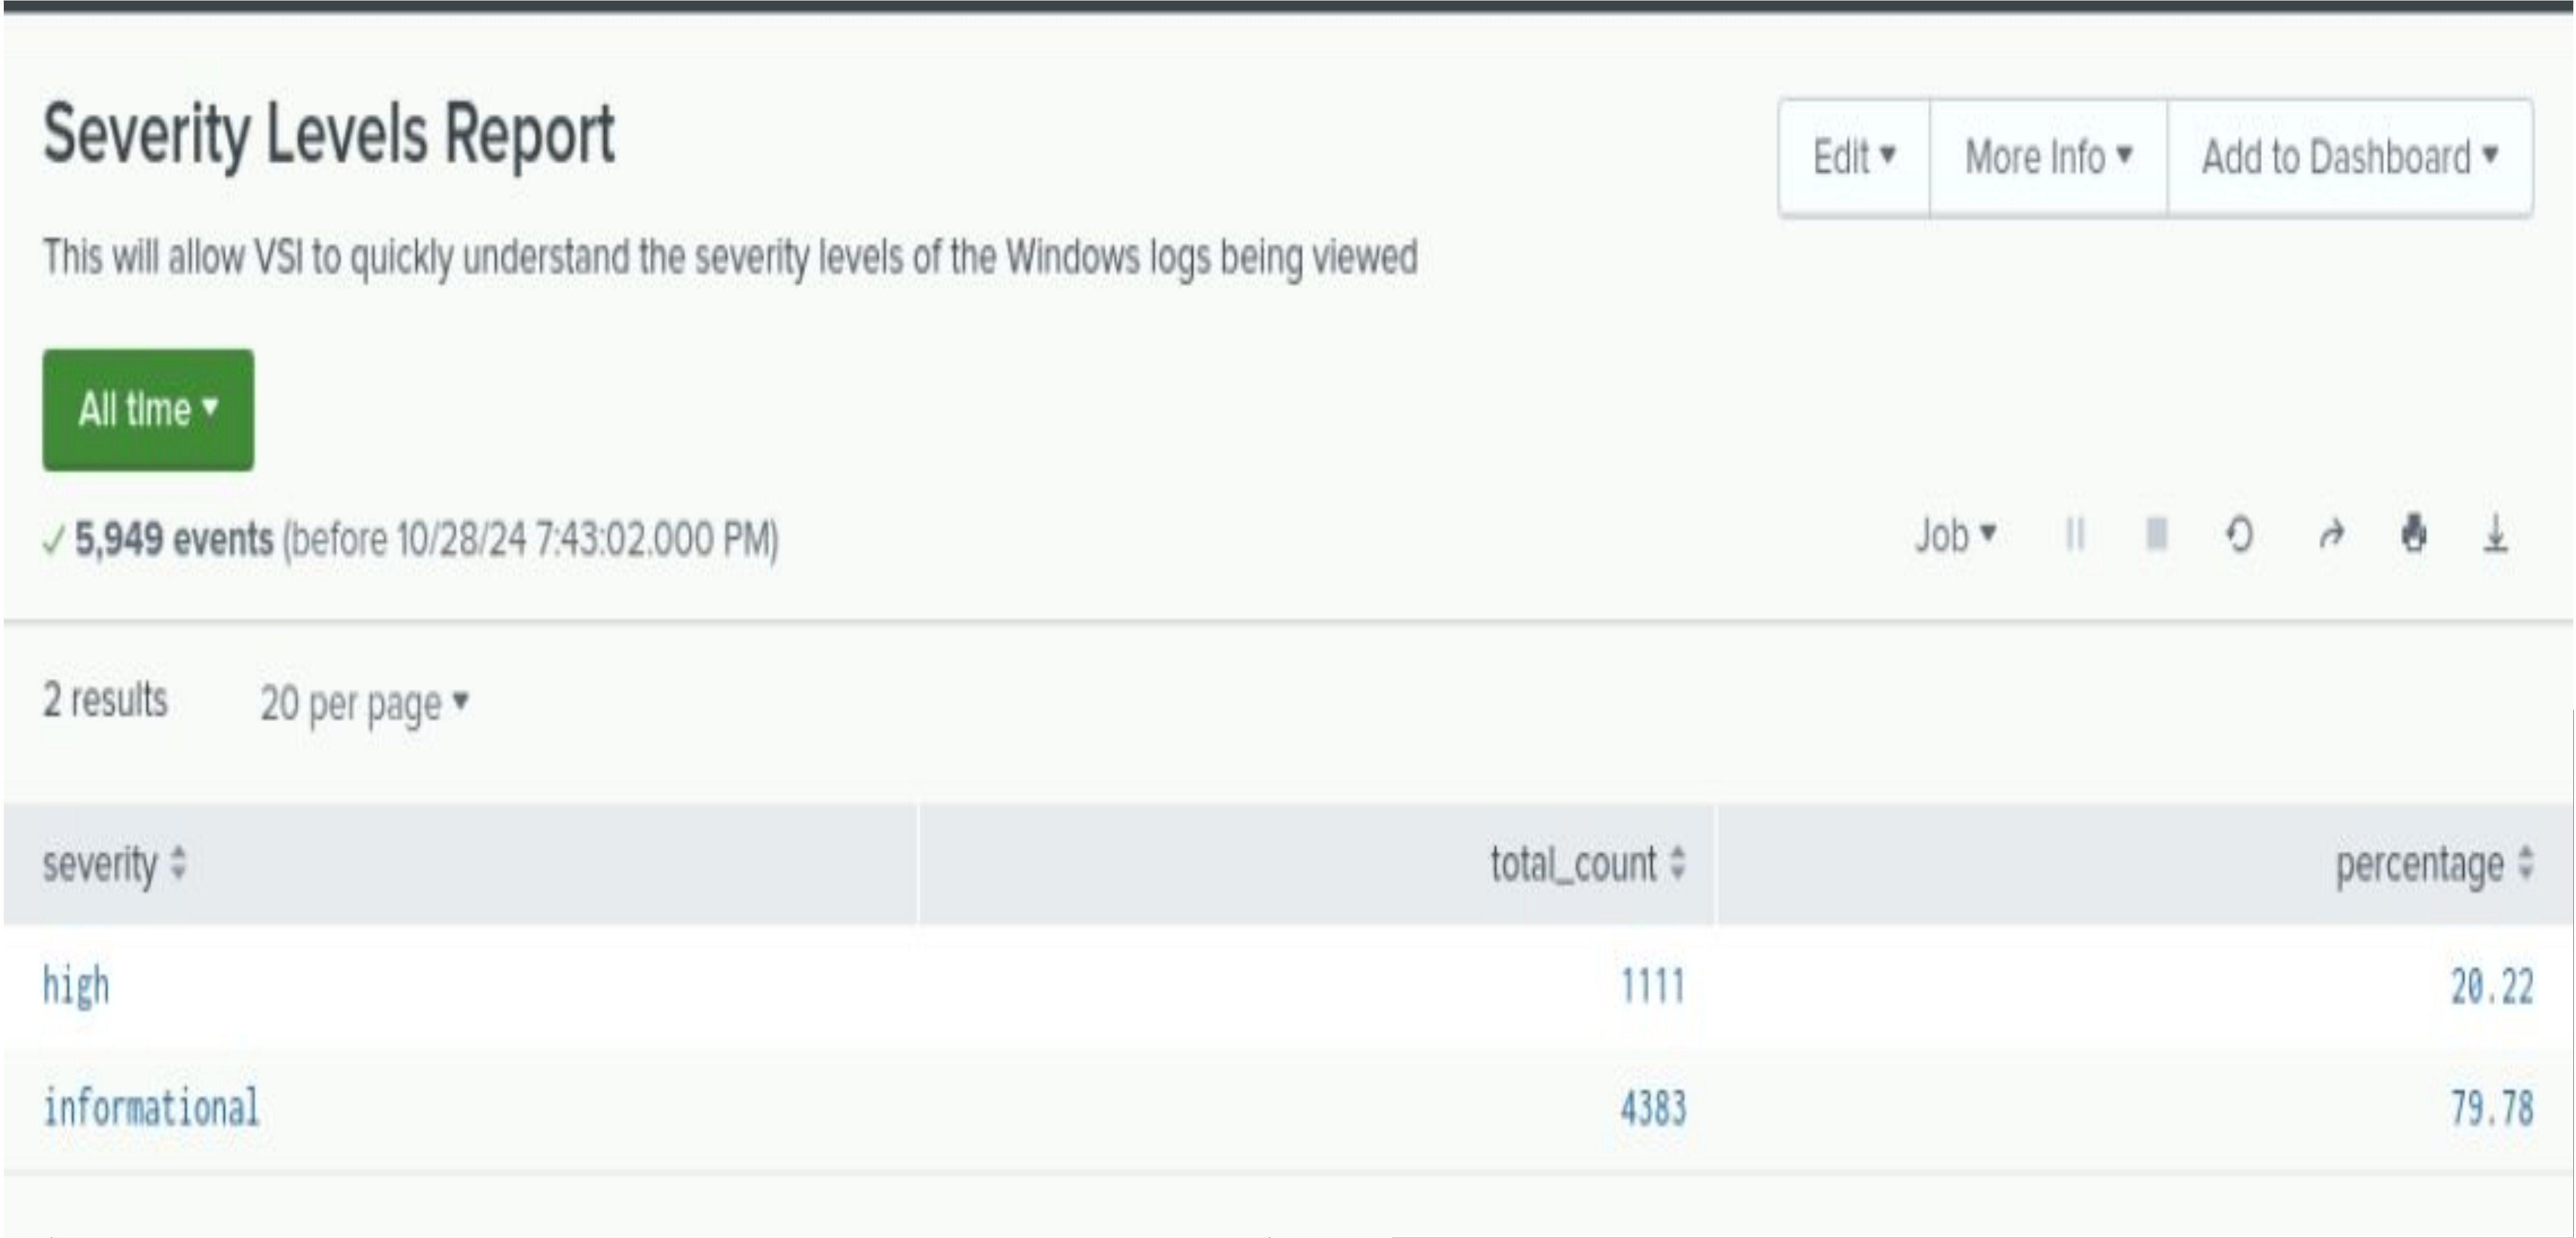 Severity Levels Report
Edit ▾ More Info ▾ Add to Dashboard ▾
This will allow VSI to quickly understand the severity levels of the Windows logs being viewed
All time ▾
✓ 5,949 events (before 10/28/24 7:43:02.000 PM)
Job ▾
2 results 20 per page ▾
severity total_count percentage
high 1111 20.22
informational 4383 79.78